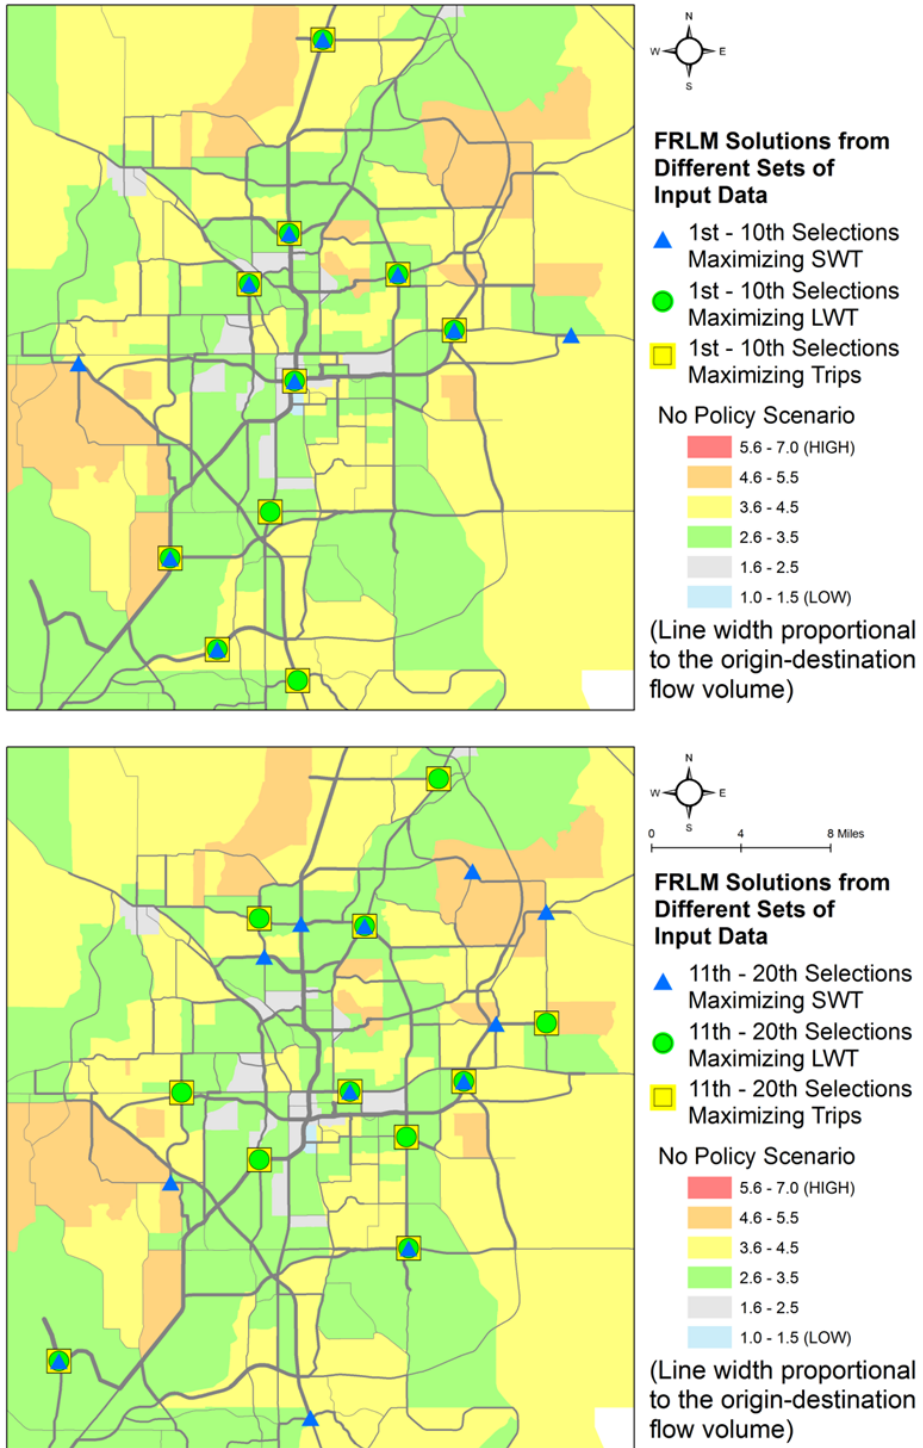 N
W E
S
FRLM Solutions from
Different Sets of
Input Data
1st - 10th Selections
Maximizing SWT
1st - 10th Selections
Maximizing LWT
1st - 10th Selections
Maximizing Trips
No Policy Scenario
5.6 - 7.0 (HIGH)
4.6 - 5.5
3.6 - 4.5
2.6 - 3.5
1.6 - 2.5
1.0 - 1.5 (LOW)
(Line width proportional
to the origin-destination
flow volume)
N
W E
S
0 4 8 Miles
FRLM Solutions from
Different Sets of
Input Data
11th - 20th Selections
Maximizing SWT
11th - 20th Selections
Maximizing LWT
11th - 20th Selections
Maximizing Trips
No Policy Scenario
5.6 - 7.0 (HIGH)
4.6 - 5.5
3.6 - 4.5
2.6 - 3.5
1.6 - 2.5
1.0 - 1.5 (LOW)
(Line width proportional
to the origin-destination
flow volume)